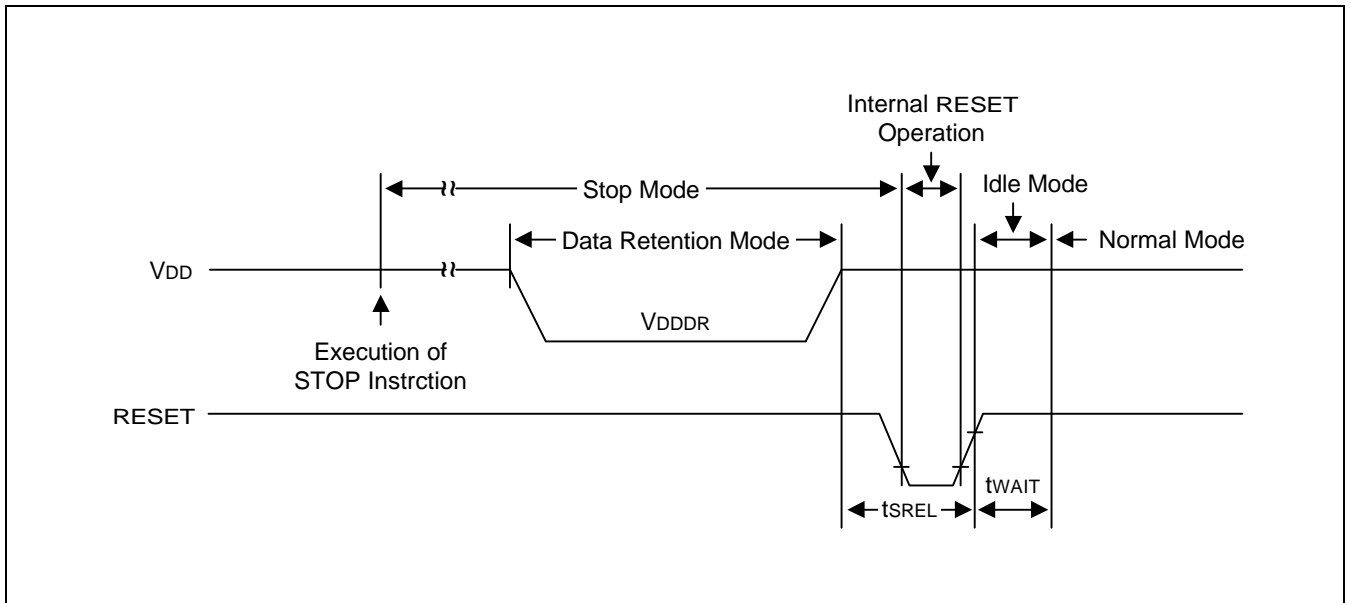 Internal RESET
Operation
Idle Mode
Stop Mode
Data Retention Mode
Normal Mode
VDD
VDDDR
Execution of
STOP Instrction
RESET
tSREL
tWAIT